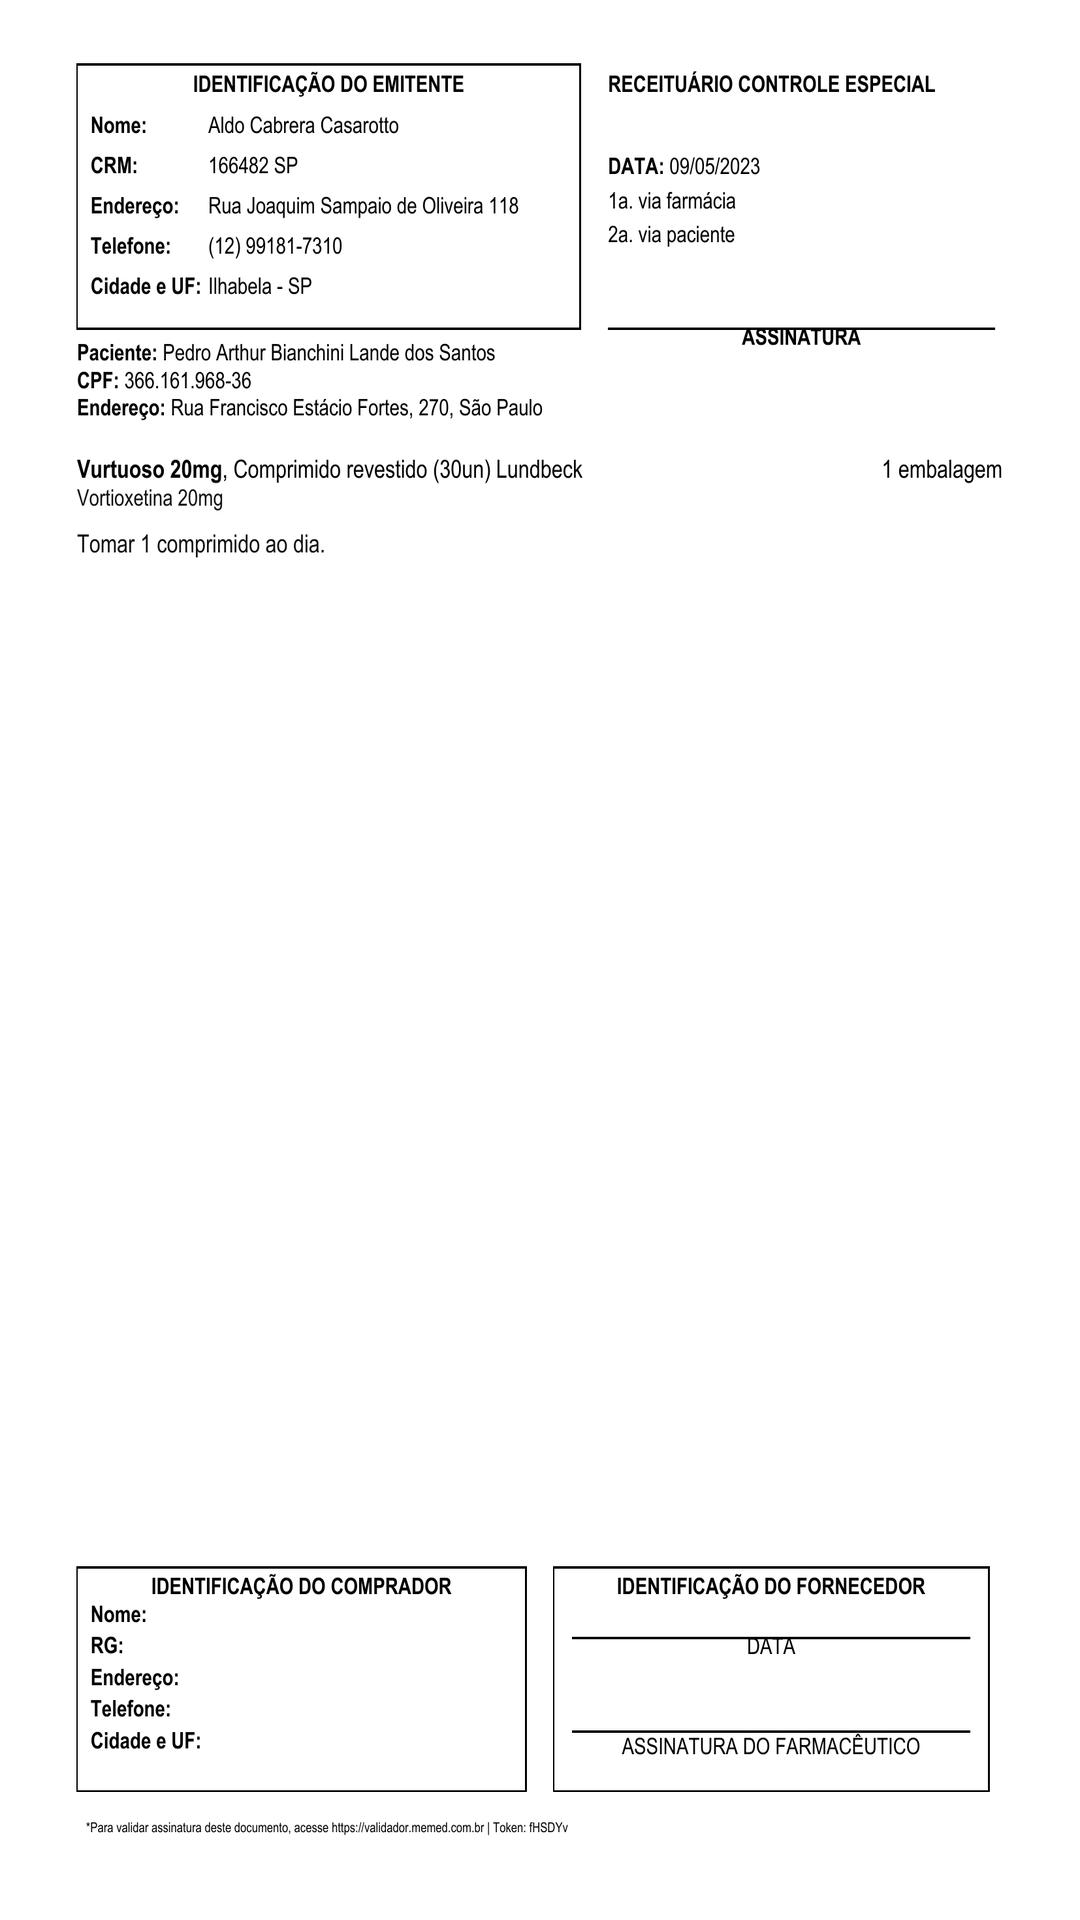 IDENTIFICAÇÃO DO EMITENTE
Nome: Aldo Cabrera Casarotto
CRM: 166482 SP
Endereço: Rua Joaquim Sampaio de Oliveira 118
Telefone: (12) 99181-7310
Cidade e UF: Ilhabela - SP
RECEITUÁRIO CONTROLE ESPECIAL
DATA: 09/05/2023
1a. via farmácia
2a. via paciente
ASSINATURA
Paciente: Pedro Arthur Bianchini Lande dos Santos
CPF: 366.161.968-36
Endereço: Rua Francisco Estácio Fortes, 270, São Paulo
Vurtuoso 20mg, Comprimido revestido (30un) Lundbeck 1 embalagem
Vortioxetina 20mg
Tomar 1 comprimido ao dia.
IDENTIFICAÇÃO DO COMPRADOR
Nome:
RG:
Endereço:
Telefone:
Cidade e UF:
IDENTIFICAÇÃO DO FORNECEDOR
DATA
ASSINATURA DO FARMACÊUTICO
*Para validar assinatura deste documento, acesse https://validador.memed.com.br | Token: fHSDYv